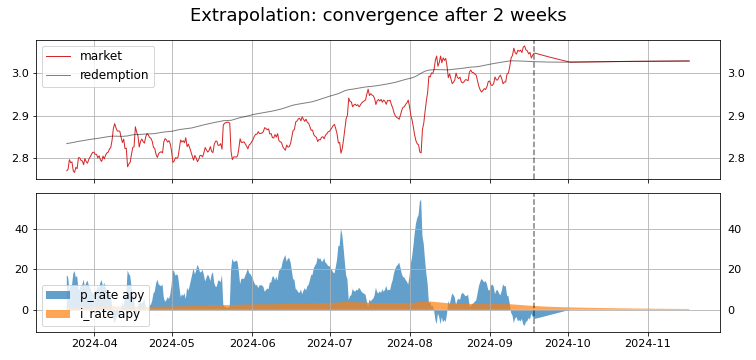 Extrapolation: convergence after 2 weeks
market
redemption
3.0
2.9
2.8
3.0
2.9
2.8
p_rate apy
i_rate apy
40
20
0
40
20
0
2024-04 2024-05 2024-06 2024-07 2024-08 2024-09 2024-10 2024-11